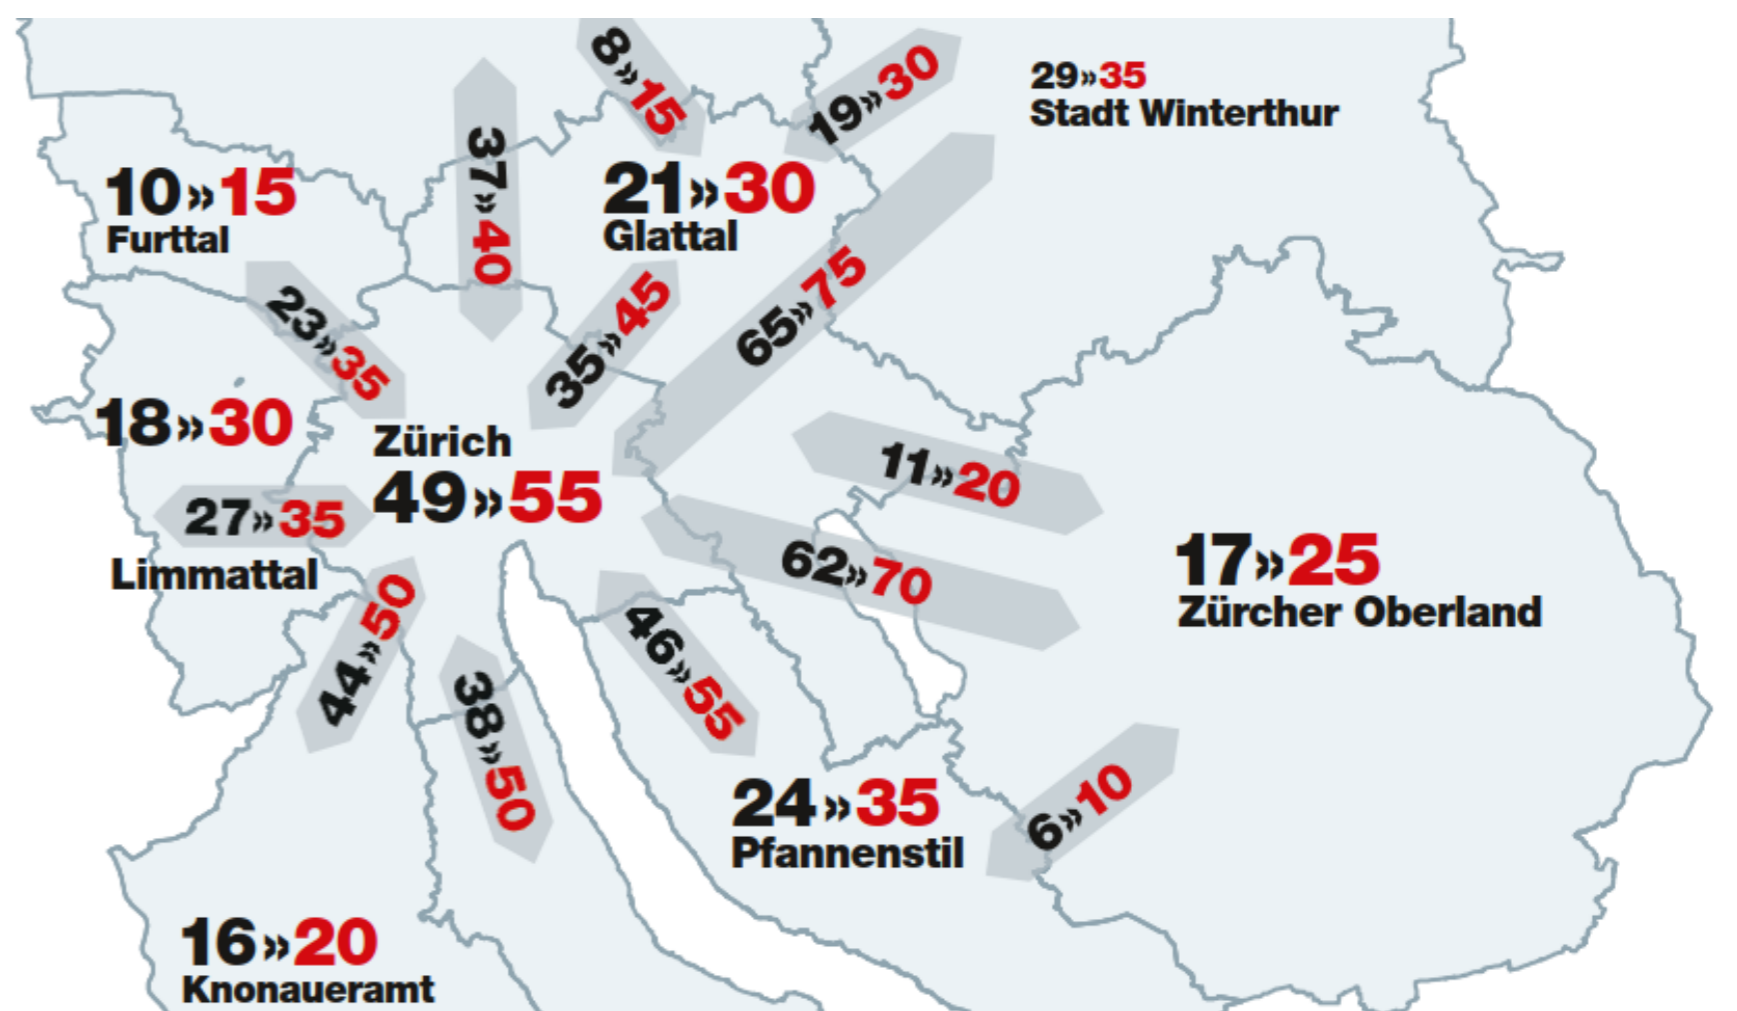 8»15
19»30
29»35
Stadt Winterthur
37»40
10»15
Furttal
21»30
Glattal
23»35
35»45
65»75
18»30
Zürich
49»55
11»20
27»35
Limmattal
62»70
17»25
Zürcher Oberland
44»50
46»55
38»50
24»35
Pfannenstil
6»10
16»20
Knonaueramt